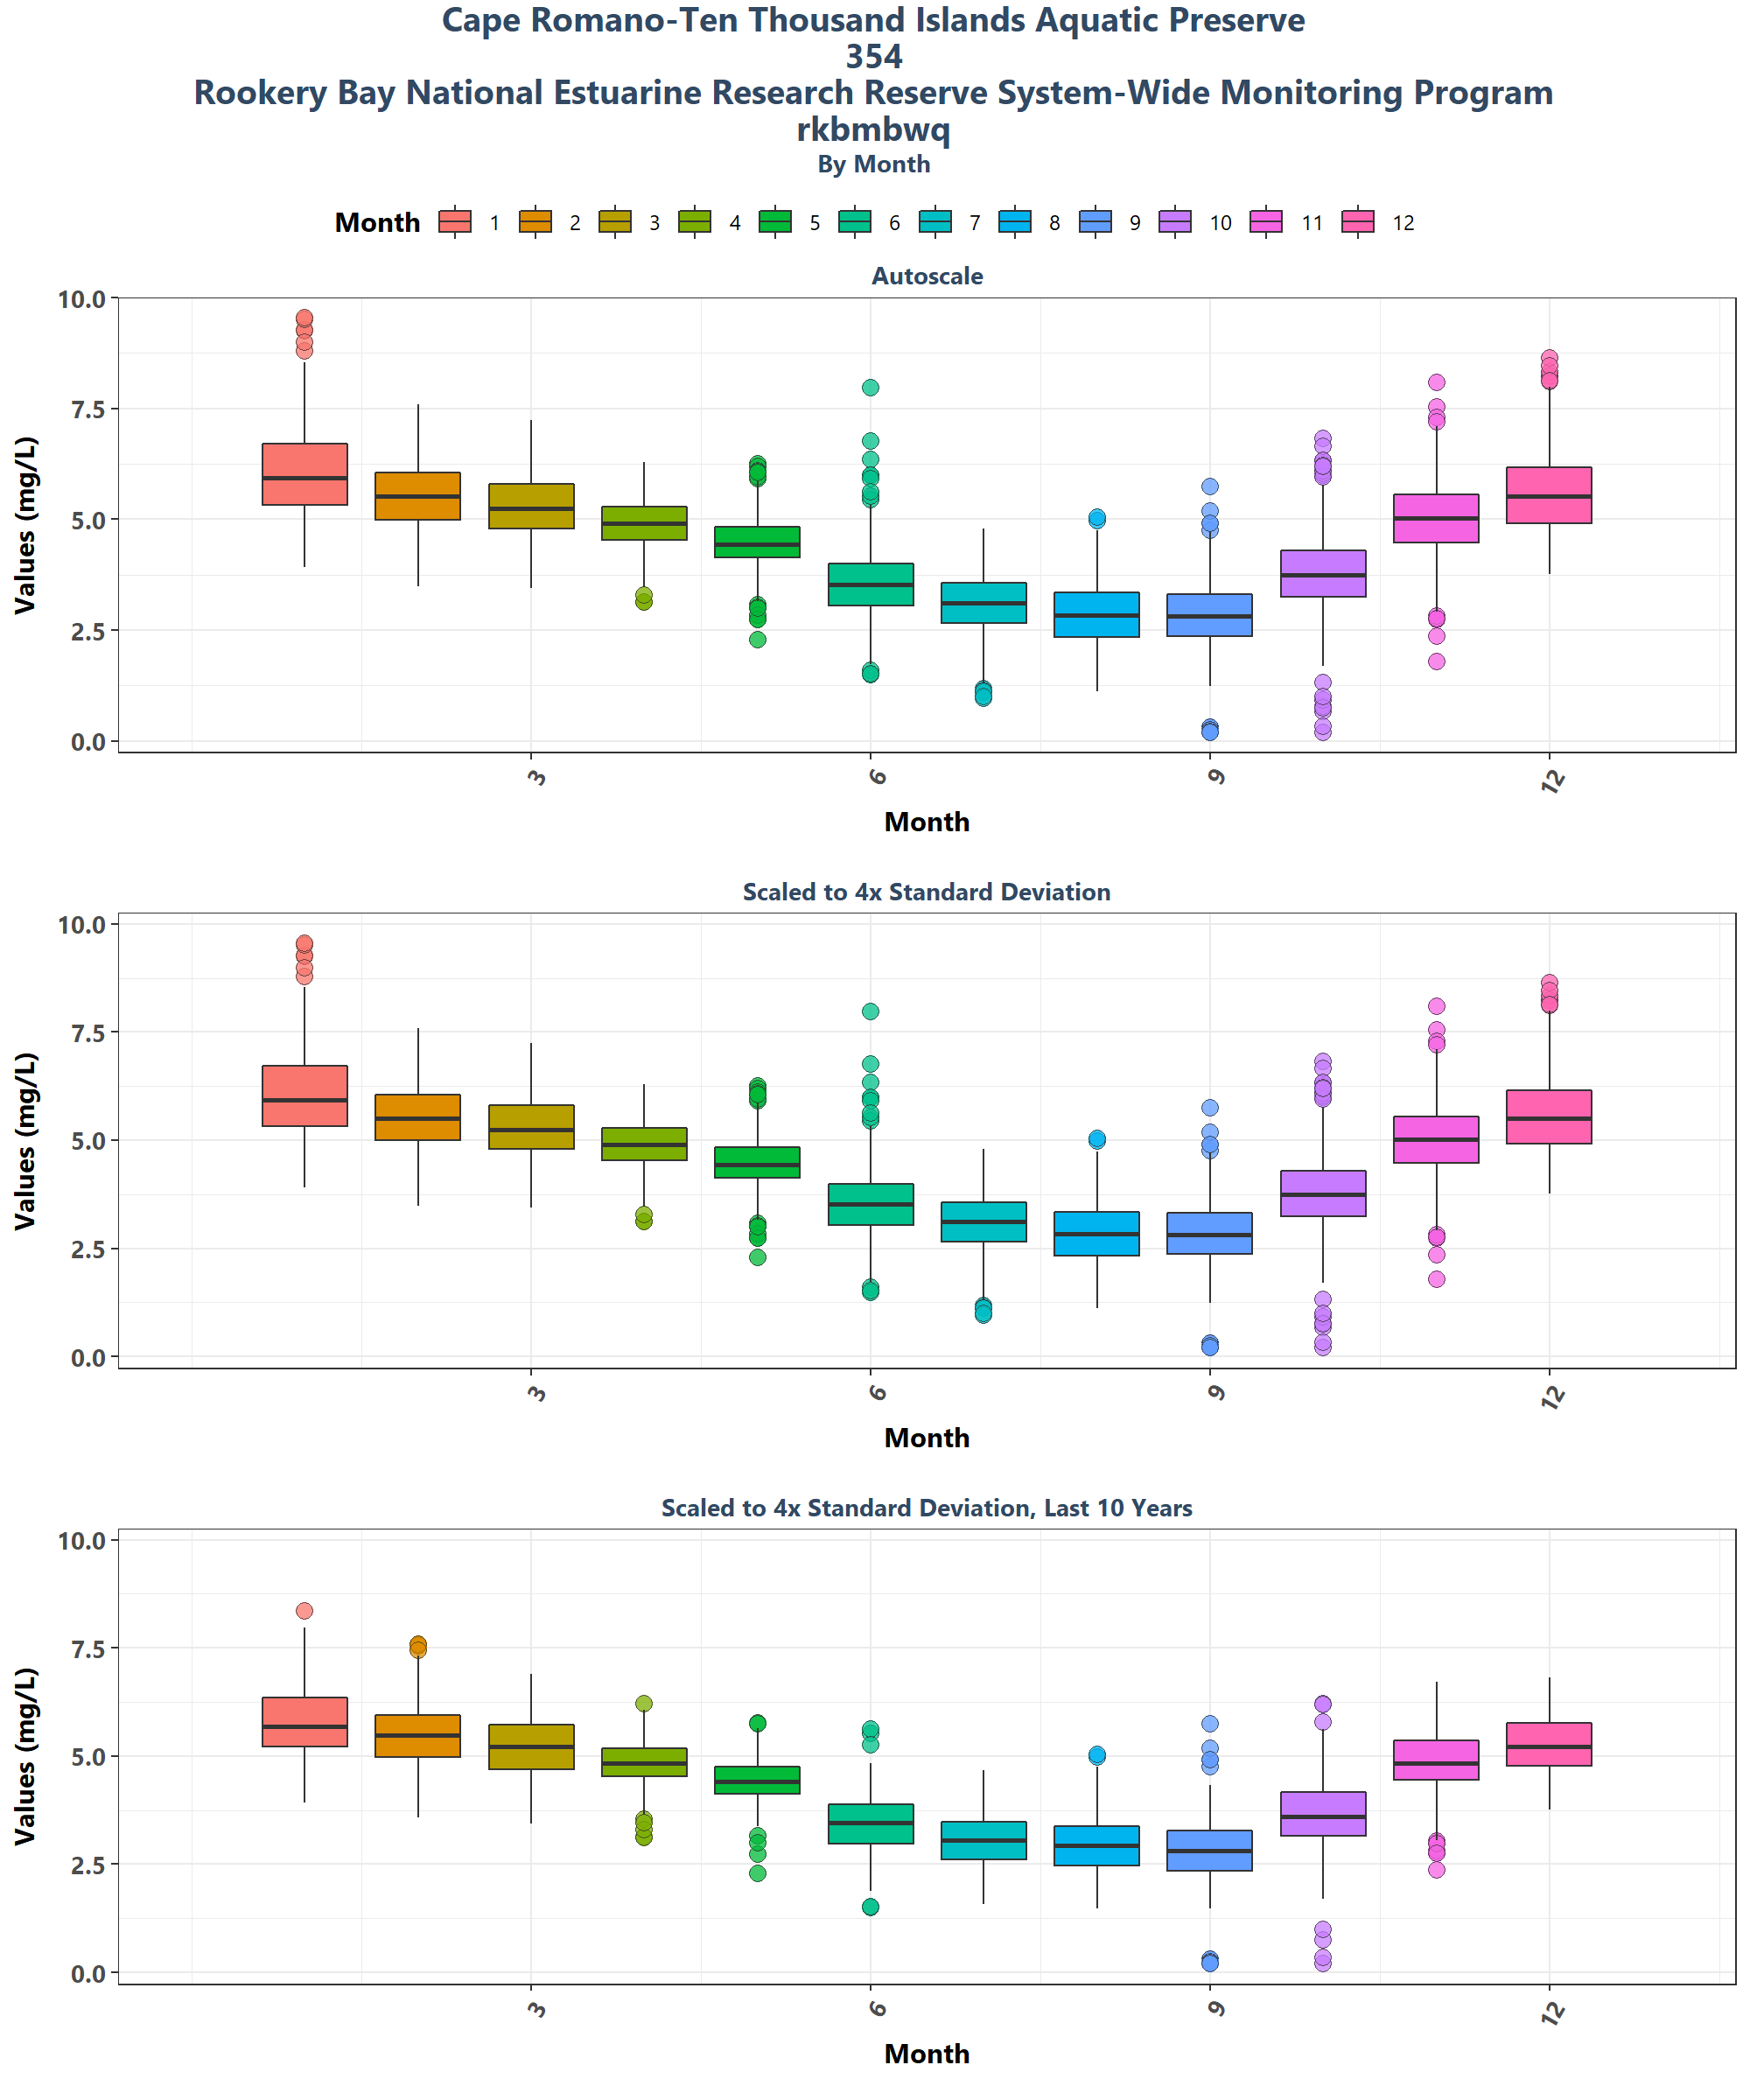 Cape Romano-Ten Thousand Islands Aquatic Preserve
354
Rookery Bay National Estuarine Research Reserve System-Wide Monitoring Program
rkbmbwq
By Month
Month 1 2 3 4 5 6 7 8 9 10 11 12
Autoscale
Values (mg/L)
10.0
7.5
5.0
2.5
0.0
3 6 9 12
Month
Scaled to 4x Standard Deviation
Values (mg/L)
10.0
7.5
5.0
2.5
0.0
3 6 9 12
Month
Scaled to 4x Standard Deviation, Last 10 Years
Values (mg/L)
10.0
7.5
5.0
2.5
0.0
3 6 9 12
Month